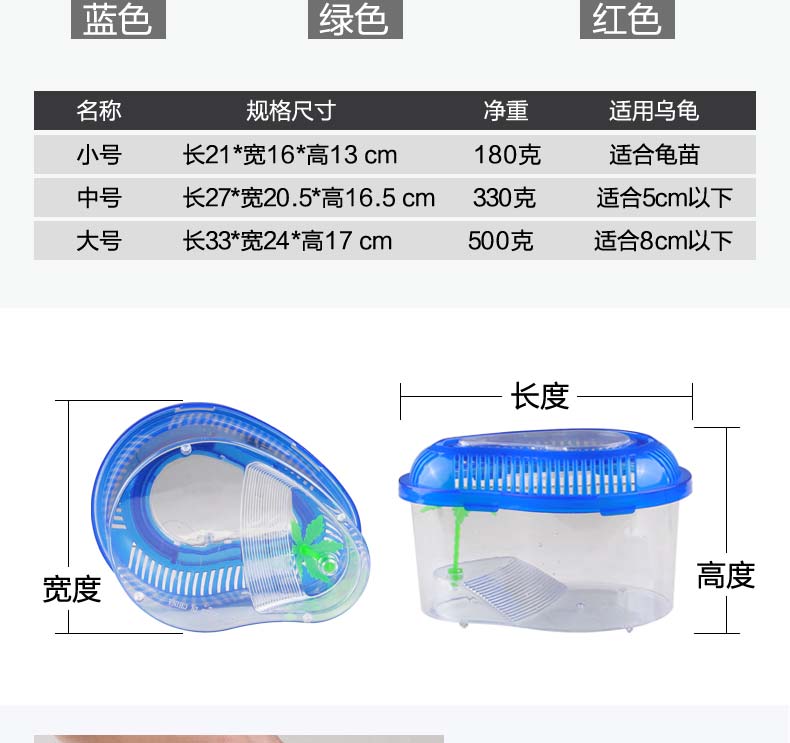 蓝色 绿色 红色
名称 规格尺寸 净重 适用乌龟
小号 长21*宽16*高13 cm 180克 适合龟苗
中号 长27*宽20.5*高16.5 cm 330克 适合5cm以下
大号 长33*宽24*高17 cm 500克 适合8cm以下
长度
宽度
高度